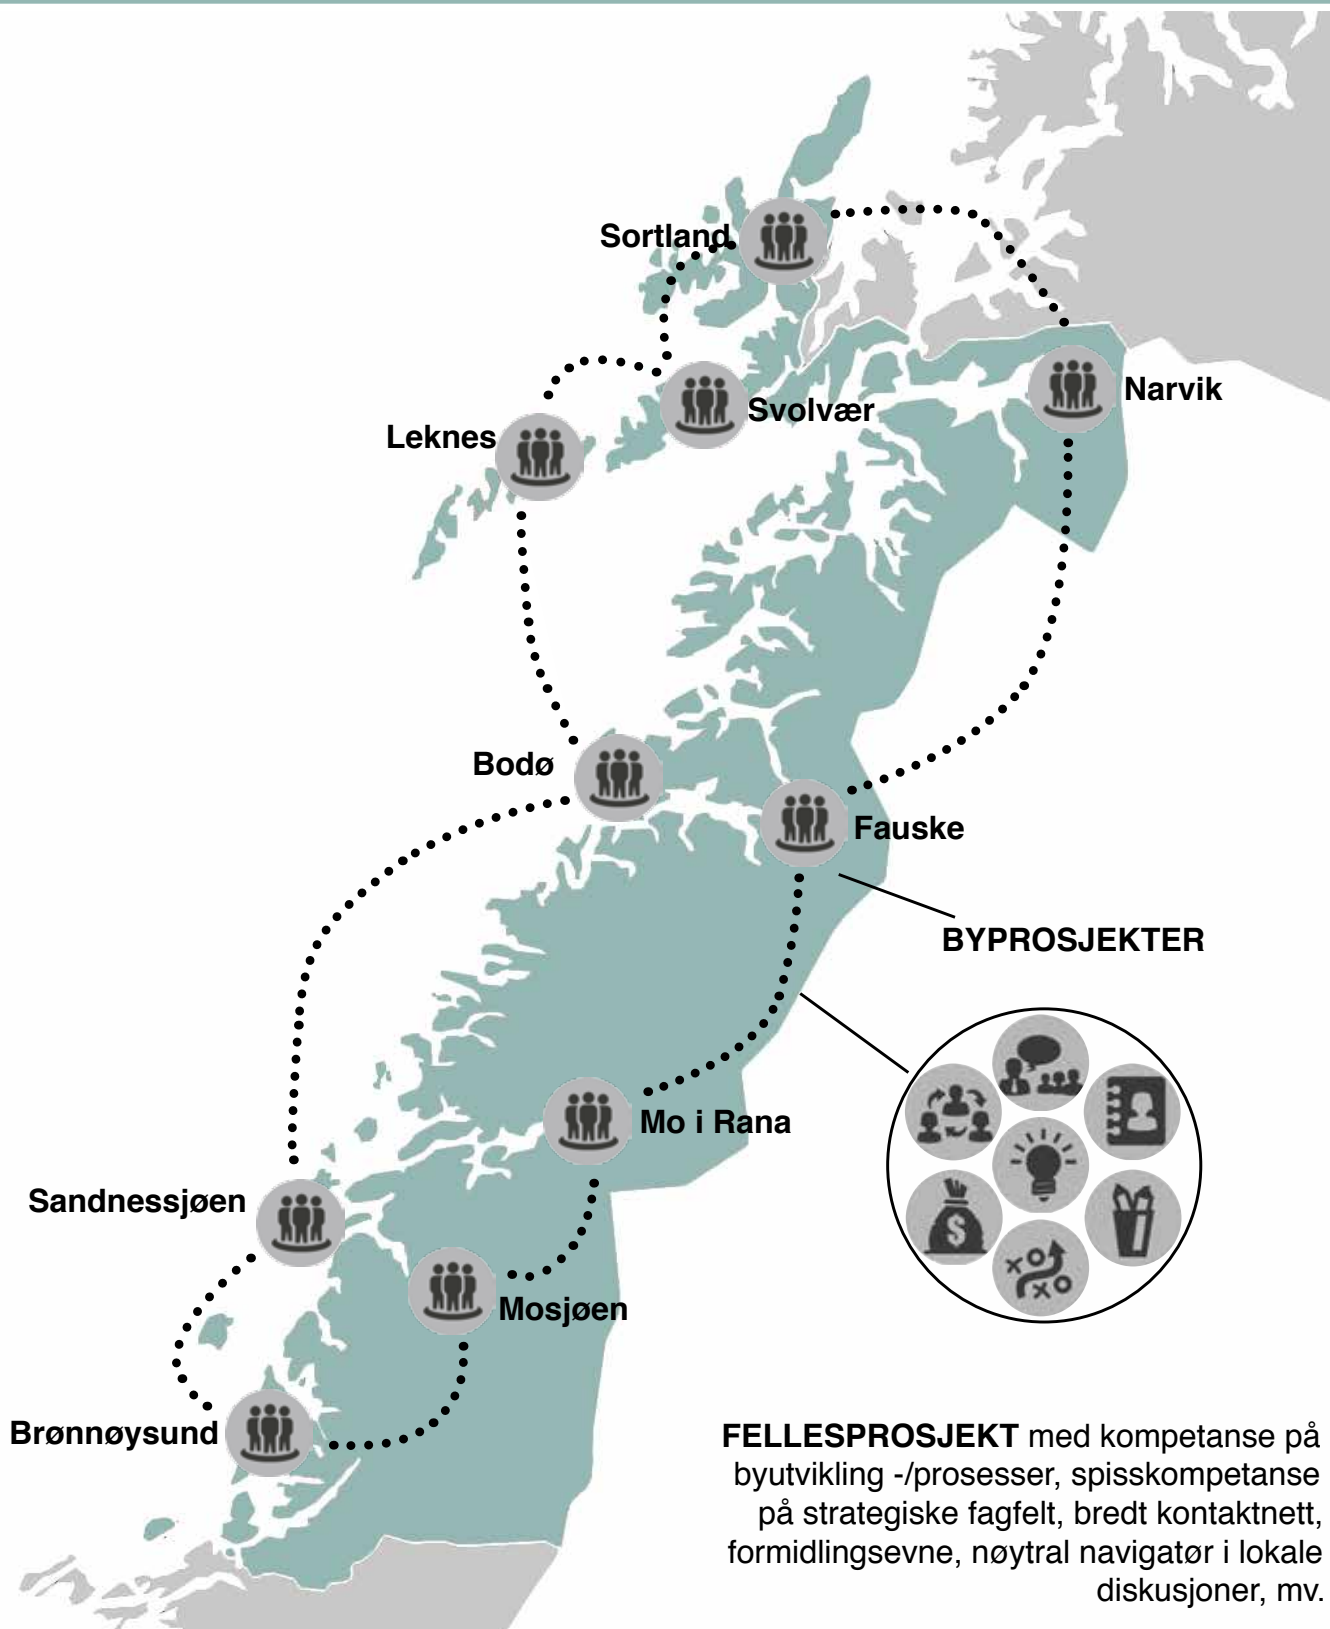 Sortland
Narvik
Svolvær
Leknes
Bodø
Fauske
BYPROSJEKTER
Mo i Rana
Sandnessjøen
Mosjøen
Brønnøysund
FELLESPROSJEKT med kompetanse på
byutvikling -/prosesser, spisskompetanse
på strategiske fagfelt, bredt kontaktnett,
formidlingsevne, nøytral navigatør i lokale
diskusjoner, mv.